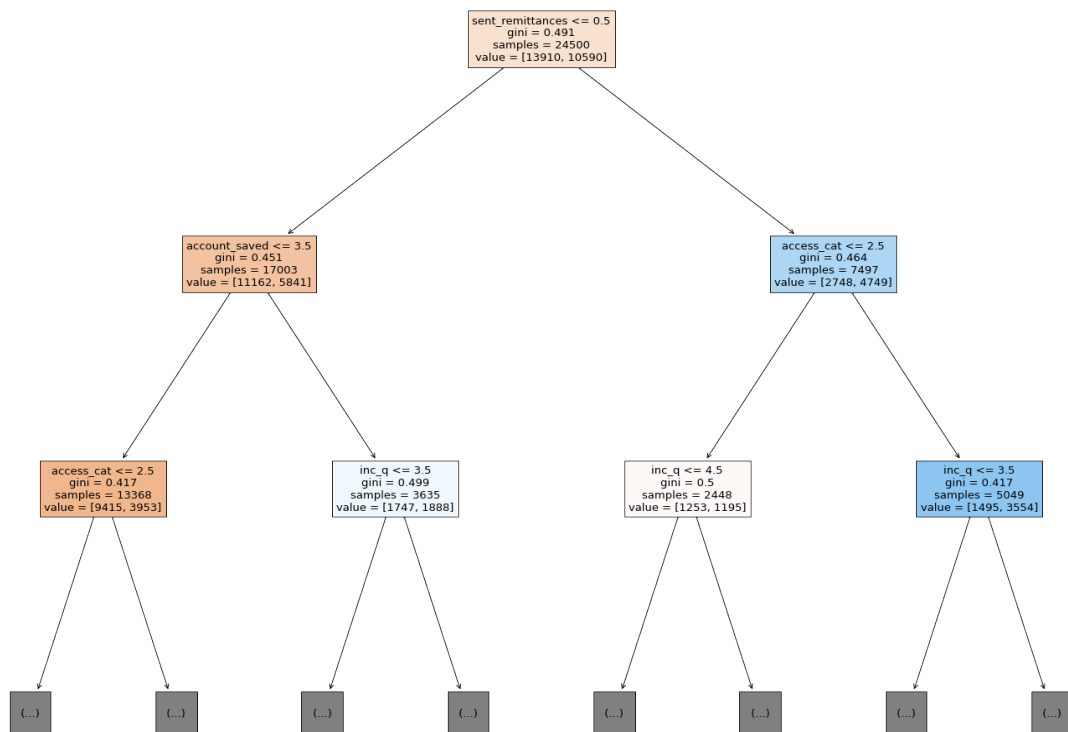 sent_remittances <= 0.5
gini = 0.491
samples = 24500
value = [13910, 10590]
account_saved <= 3.5
gini = 0.451
samples = 17003
value = [11162, 5841]
access_cat <= 2.5
gini = 0.464
samples = 7497
value = [2748, 4749]
access_cat <= 2.5
gini = 0.417
samples = 13368
value = [9415, 3953]
inc_q <= 3.5
gini = 0.499
samples = 3635
value = [1747, 1888]
inc_q <= 4.5
gini = 0.5
samples = 2448
value = [1253, 1195]
inc_q <= 3.5
gini = 0.417
samples = 5049
value = [1495, 3554]
(...)
(...)
(...)
(...)
(...)
(...)
(...)
(...)